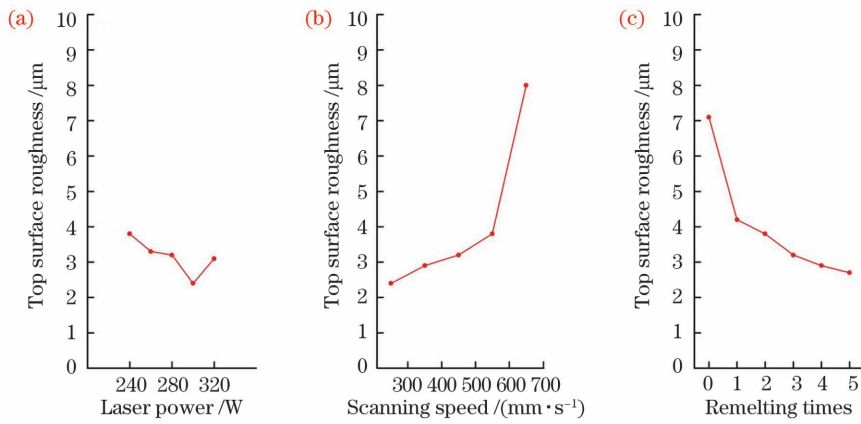 (a)
10
9
8
7
6
5
4
3
2
1
0
Top surface roughness /μm
240 280 320
Laser power /W
(b)
10
9
8
7
6
5
4
3
2
1
0
Top surface roughness /μm
300 400 500 600 700
Scanning speed /(mm·s⁻¹)
(c)
10
9
8
7
6
5
4
3
2
1
0
Top surface roughness /μm
0 1 2 3 4 5
Remelting times